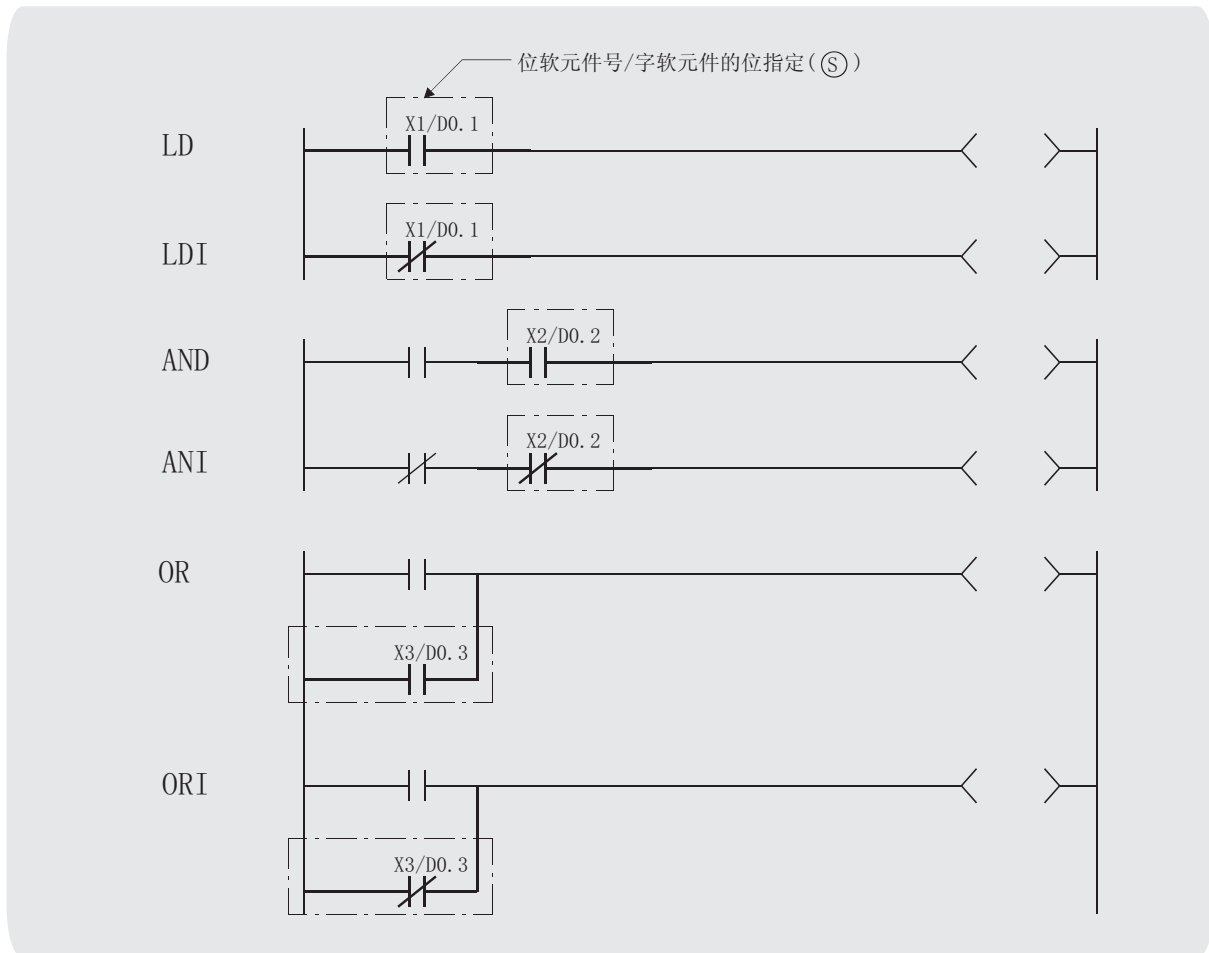 位软元件号/字软元件的位指定(Ⓢ)
X1/D0.1
LD
X1/D0.1
LDI
X2/D0.2
AND
X2/D0.2
ANI
OR
X3/D0.3
ORI
X3/D0.3